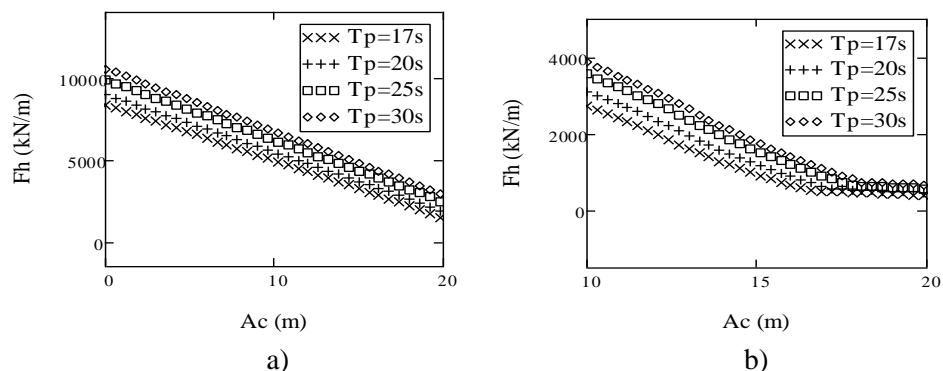 Fh (kN/m)
10000
5000
0
0
10
20
Ac (m)
Tp=17s
Tp=20s
Tp=25s
Tp=30s
a)
Fh (kN/m)
4000
2000
0
10
15
20
Ac (m)
Tp=17s
Tp=20s
Tp=25s
Tp=30s
b)